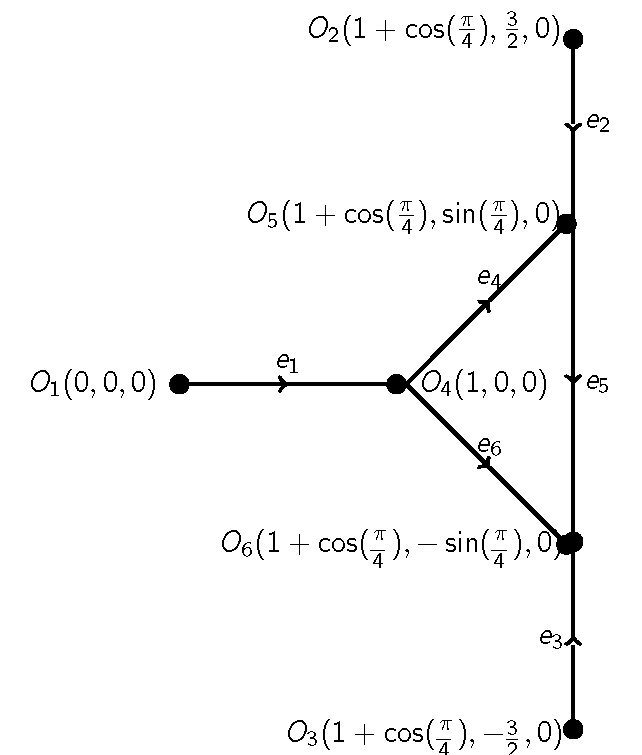 O₂(1 + cos(π/4), 3/2, 0)
e₂
O₅(1 + cos(π/4), sin(π/4), 0)
e₄
e₁
O₁(0, 0, 0)
O₄(1, 0, 0)
e₅
e₆
O₆(1 + cos(π/4), − sin(π/4), 0)
e₃
O₃(1 + cos(π/4), −3/2, 0)